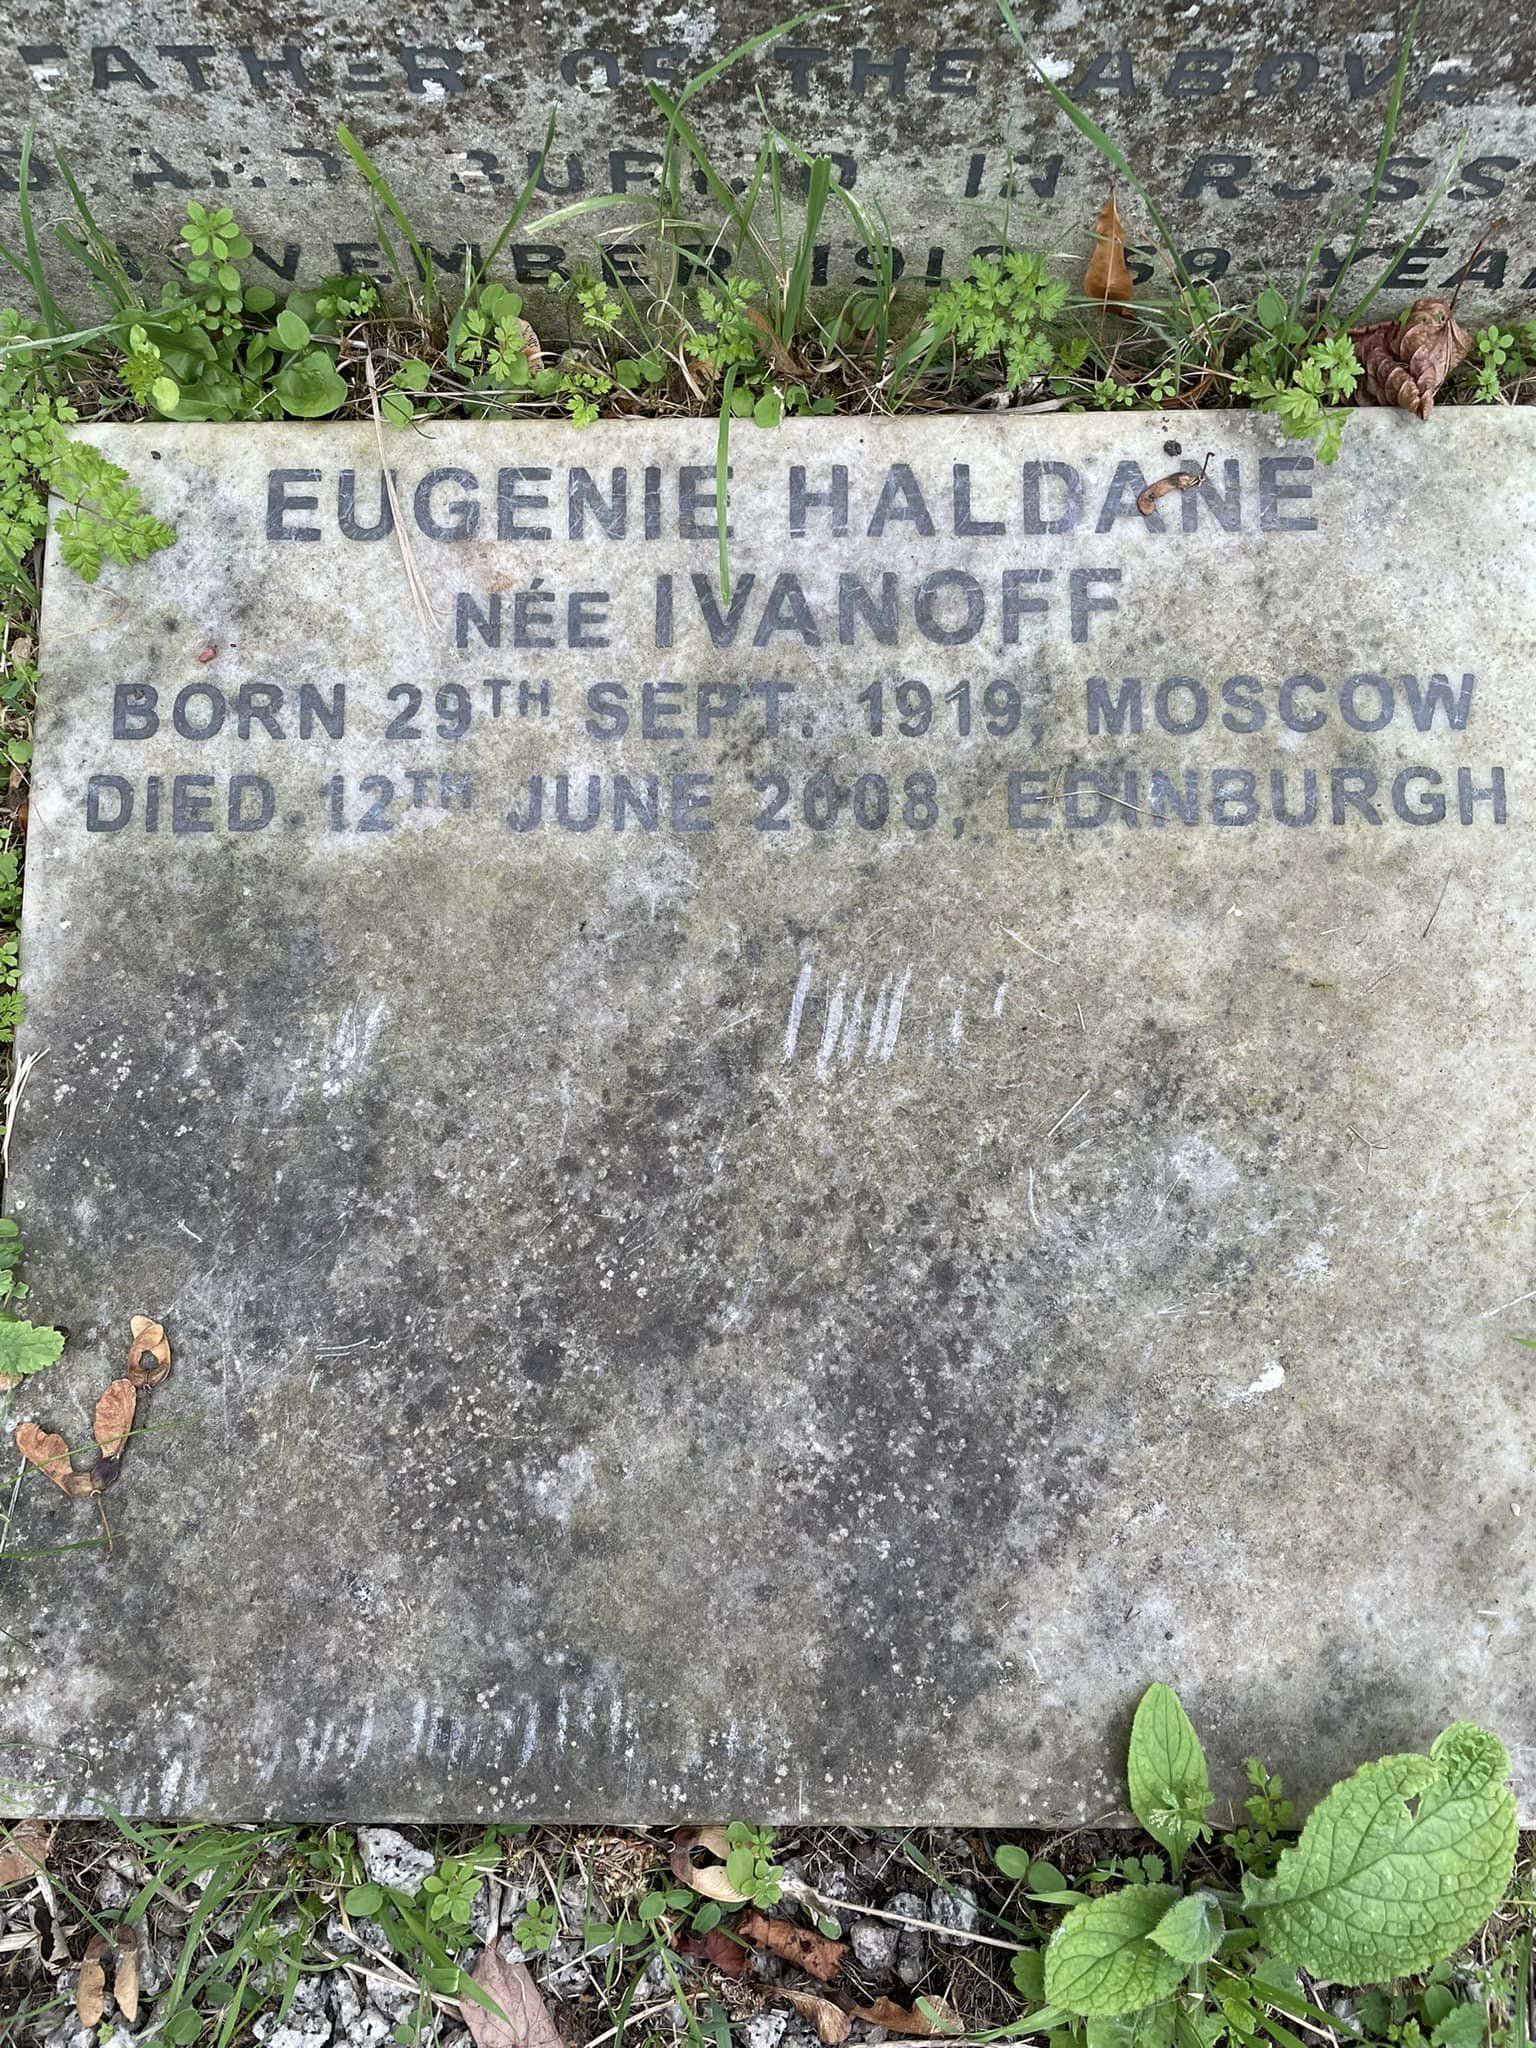 FATHER OF THE ABOVE
BURIED IN
1919 69
EUGENIE HALDANE
NÉE IVANOFF
BORN 29TH SEPT. 1919, MOSCOW
DIED 12TH JUNE 2008, EDINBURGH